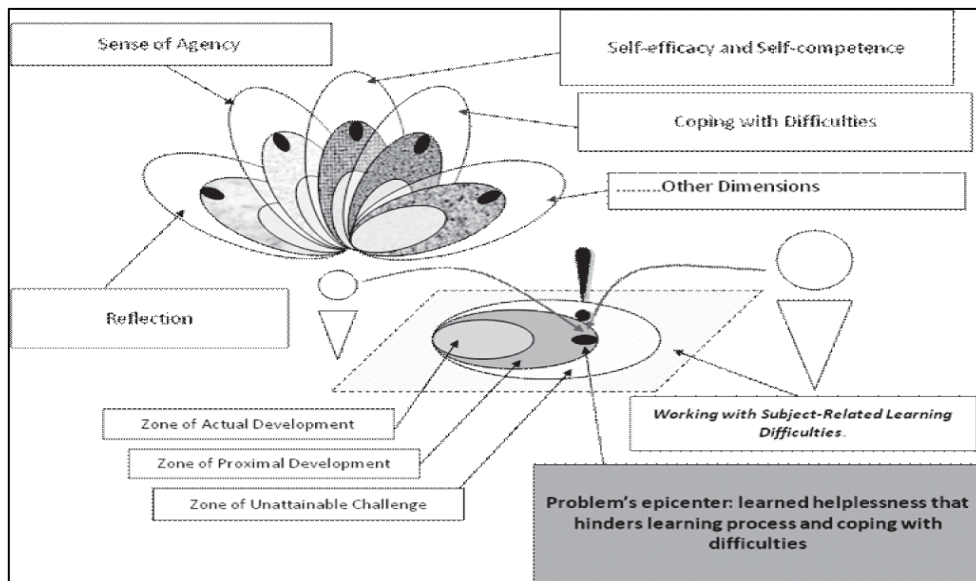 Sense of Agency
Self-efficacy and Self-competence
Coping with Difficulties
........Other Dimensions
Reflection
Zone of Actual Development
Zone of Proximal Development
Zone of Unattainable Challenge
Working with Subject-Related Learning
Difficulties.
Problem's epicenter: learned helplessness that
hinders learning process and coping with
difficulties